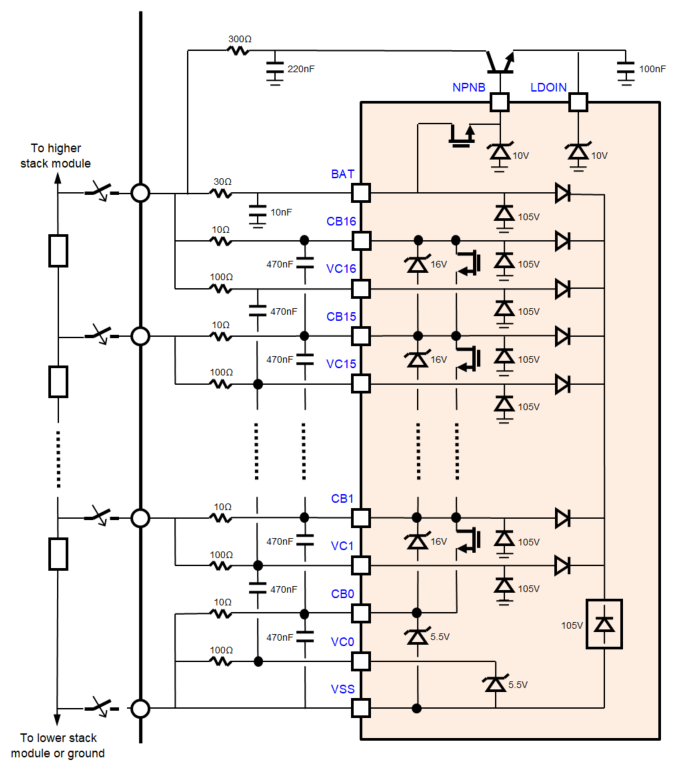 300Ω
220nF
100nF
NPNB
LDOIN
10V
10V
To higher
stack module
30Ω
BAT
10nF
105V
CB16
10Ω
470nF
16V
105V
VC16
100Ω
470nF
105V
CB15
10Ω
470nF
16V
105V
VC15
100Ω
105V
CB1
10Ω
470nF
16V
105V
VC1
100Ω
470nF
105V
CB0
10Ω
470nF
5.5V
105V
VC0
100Ω
5.5V
VSS
To lower stack
module or ground